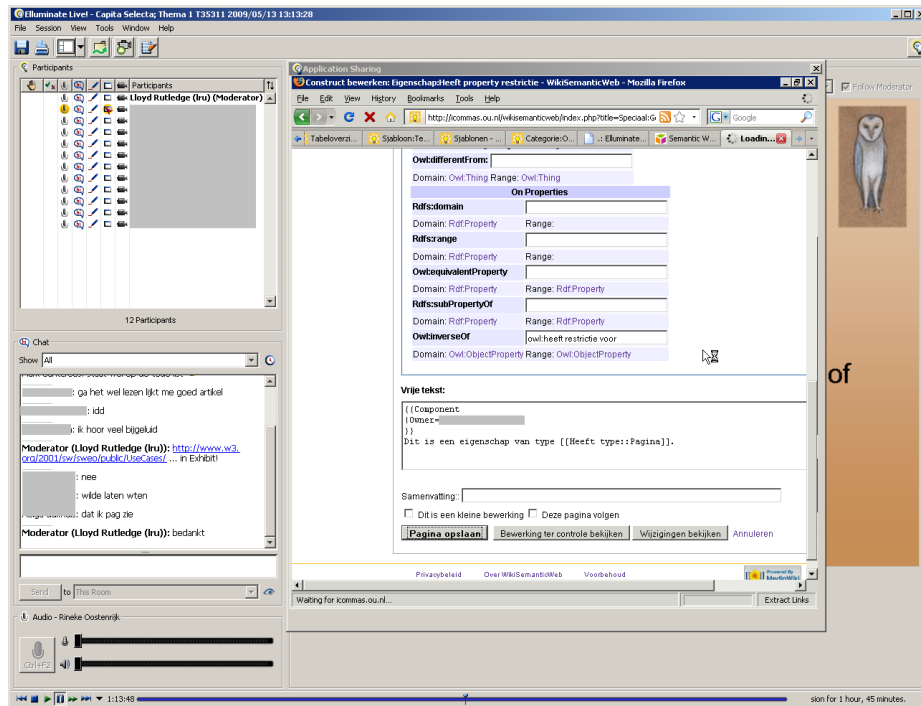 Elluminate Live! - Capita Selecta; Thema 1 T35311 2009/05/13 13:13:28
File Session View Tools Window Help
Participants
Participants
Lloyd Rutledge (lru) (Moderator)
12 Participants
Chat
Show All
: ga het wel lezen lijkt me goed artikel
: idd
: ik hoor veel bijgeluid
Moderator (Lloyd Rutledge (lru)): http://www.w3.
org/2001/sw/sweo/public/UseCases/ ... in Exhibit!
: nee
: wilde laten wten
: dat ik pag zie
Moderator (Lloyd Rutledge (lru)): bedankt
Send to This Room
Audio - Rineke Oostenrijk
Ctrl+F2
1:13:48
sion for 1 hour, 45 minutes.
Application Sharing
Construct bewerken: Eigenschap:Heeft property restrictie - WikiSemanticWeb - Mozilla Firefox
File Edit View History Bookmarks Tools Help
http://icommas.ou.nl/wikisemanticweb/index.php?title=Speciaal:G
Google
Tabeloverzi... Sjabloon:Te... Sjablonen - ... Categorie:O... .: Elluminate... Semantic W... Loadin...
Owl:differentFrom:
Domain: Owl:Thing Range: Owl:Thing
On Properties
Rdfs:domain
Domain: Rdf:Property Range:
Rdfs:range
Domain: Rdf:Property Range:
Owl:equivalentProperty
Domain: Rdf:Property Range: Rdf:Property
Rdfs:subPropertyOf
Domain: Rdf:Property Range: Rdf:Property
Owl:inverseOf owl:heeft restrictie voor
Domain: Owl:ObjectProperty Range: Owl:ObjectProperty
Vrije tekst:
{{Component
|Owner=
}}
Dit is een eigenschap van type [[Heeft type::Pagina]].
Samenvatting::
Dit is een kleine bewerking Deze pagina volgen
Pagina opslaan Bewerking ter controle bekijken Wijzigingen bekijken Annuleren
Privacybeleid Over WikiSemanticWeb Voorbehoud Powered By MediaWiki
Waiting for icommas.ou.nl... Extract Links
Follow Moderator
of